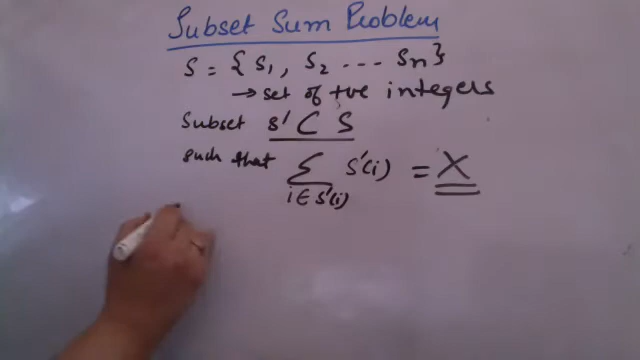 Subset Sum Problem
S = { S1, S2 --- Sn}
→ set of +ve integers
Subset S' ⊂ S
such that ∑ S'(i) = X
i ∈ S'(i)